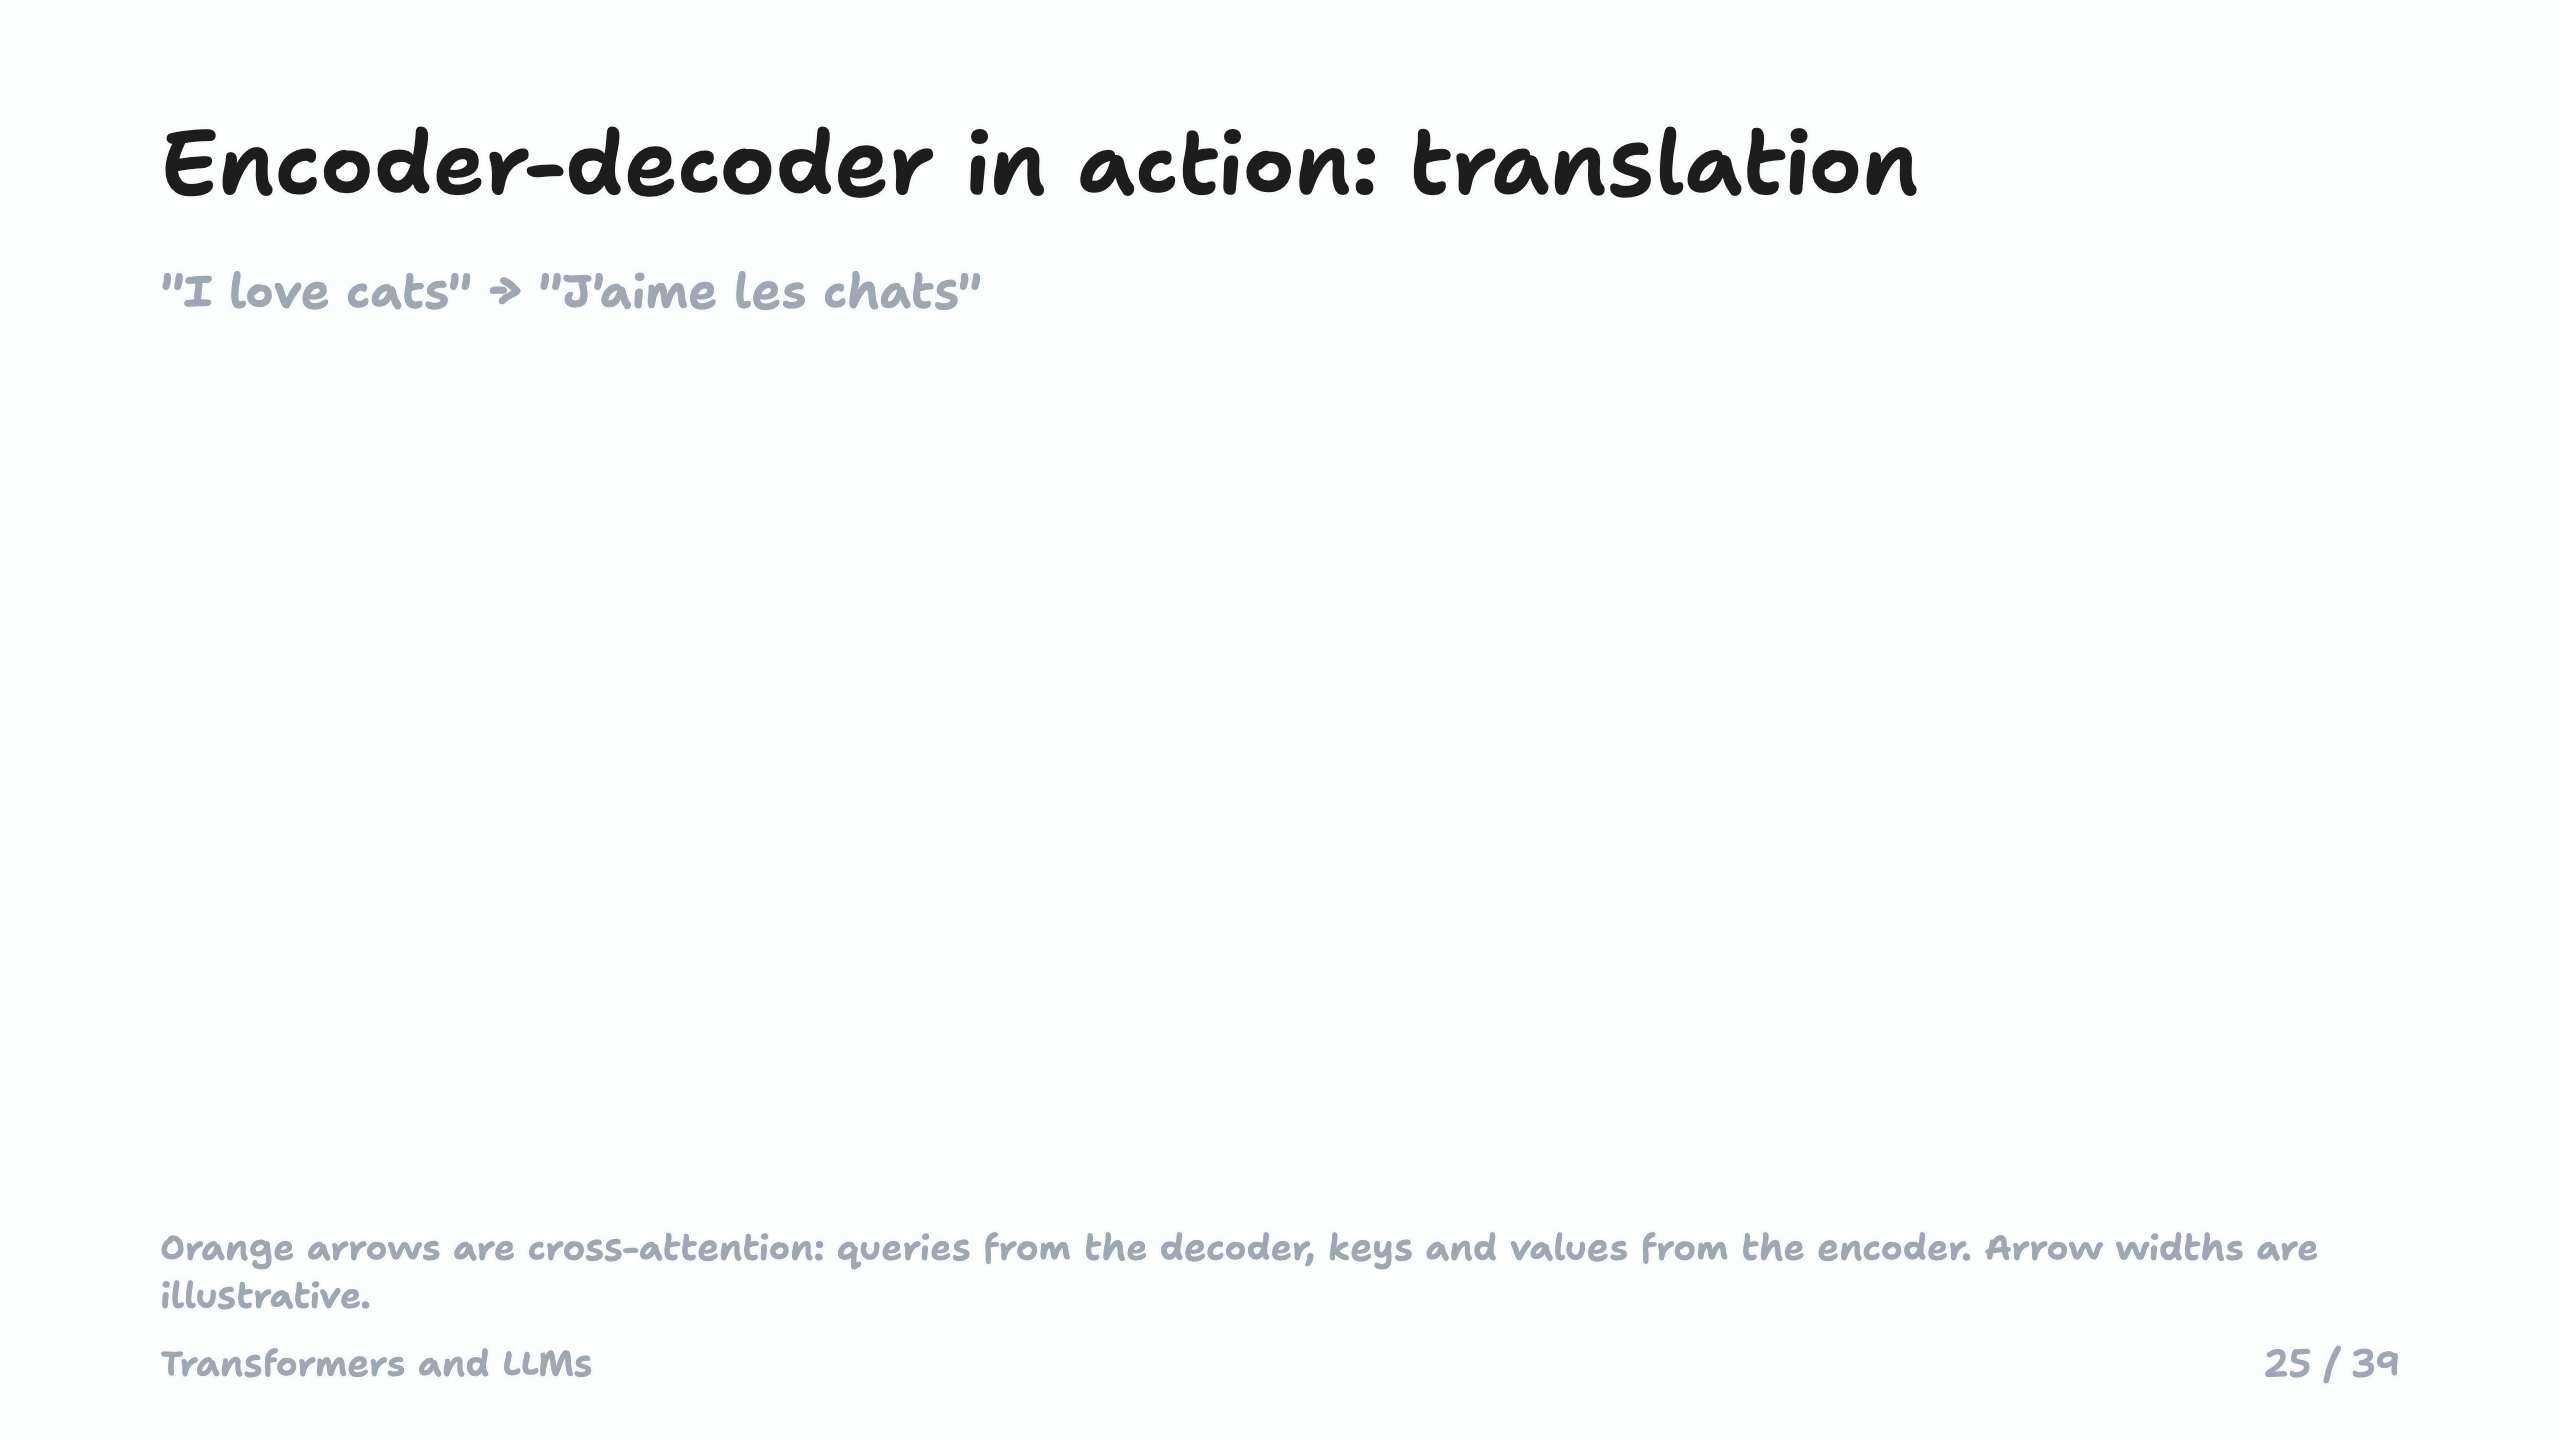 Encoder-decoder in action: translation
"I love cats" → "J'aime les chats"
Orange arrows are cross-attention: queries from the decoder, keys and values from the encoder. Arrow widths are
illustrative.
Transformers and LLMs
25 / 39